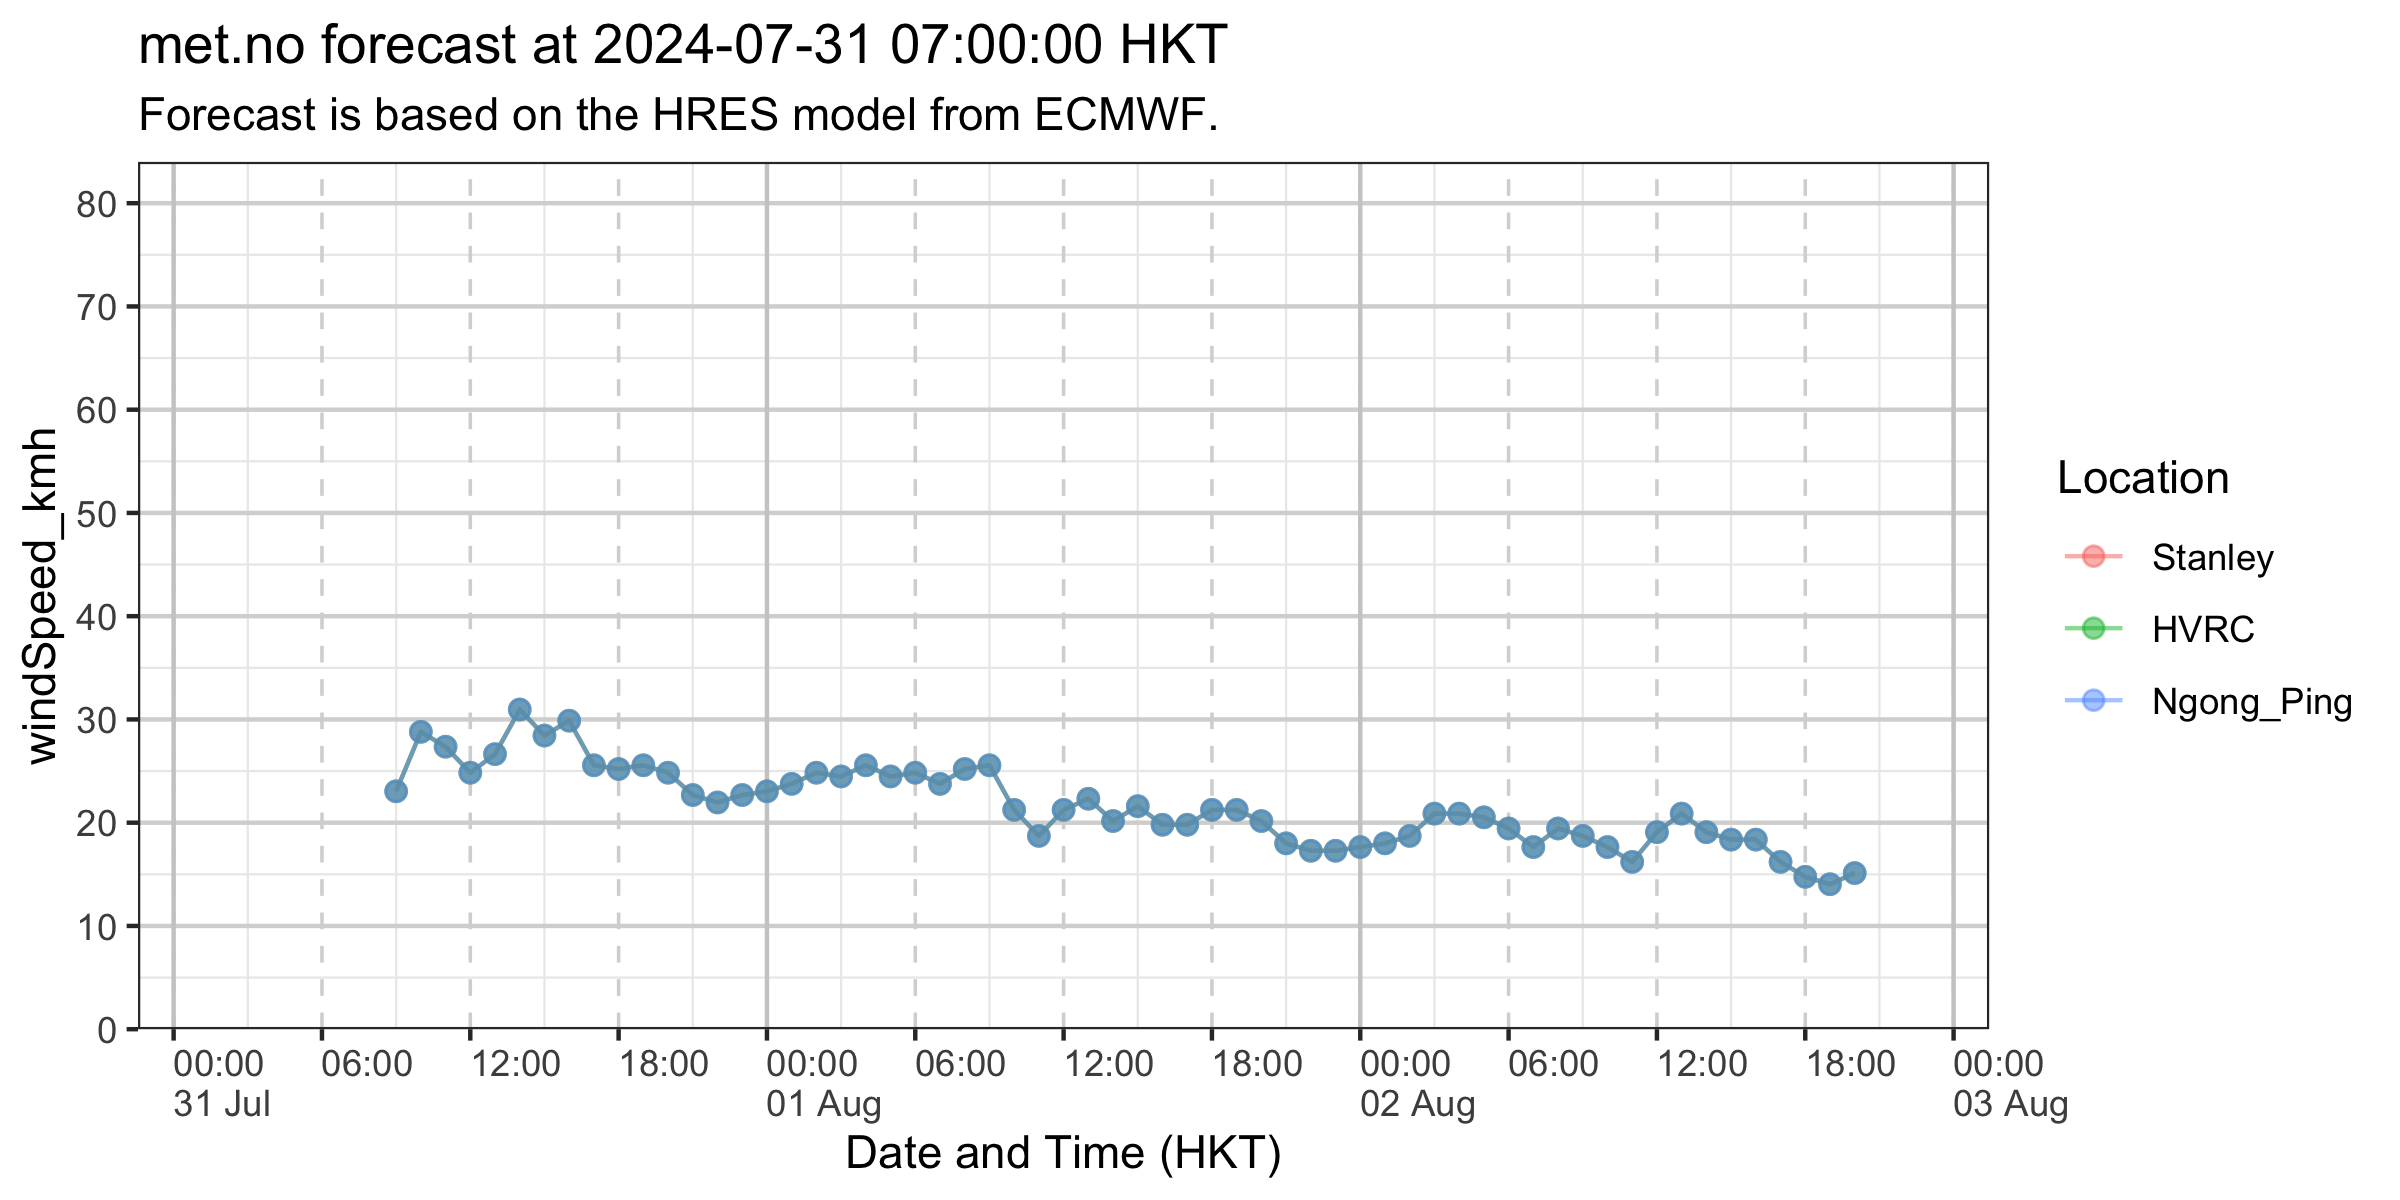 met.no forecast at 2024-07-31 07:00:00 HKT
Forecast is based on the HRES model from ECMWF.
windSpeed_kmh
80
70
60
50
40
30
20
10
0
00:00 06:00 12:00 18:00 00:00 06:00 12:00 18:00 00:00 06:00 12:00 18:00 00:00
31 Jul 01 Aug 02 Aug 03 Aug
Date and Time (HKT)
Location
Stanley
HVRC
Ngong_Ping